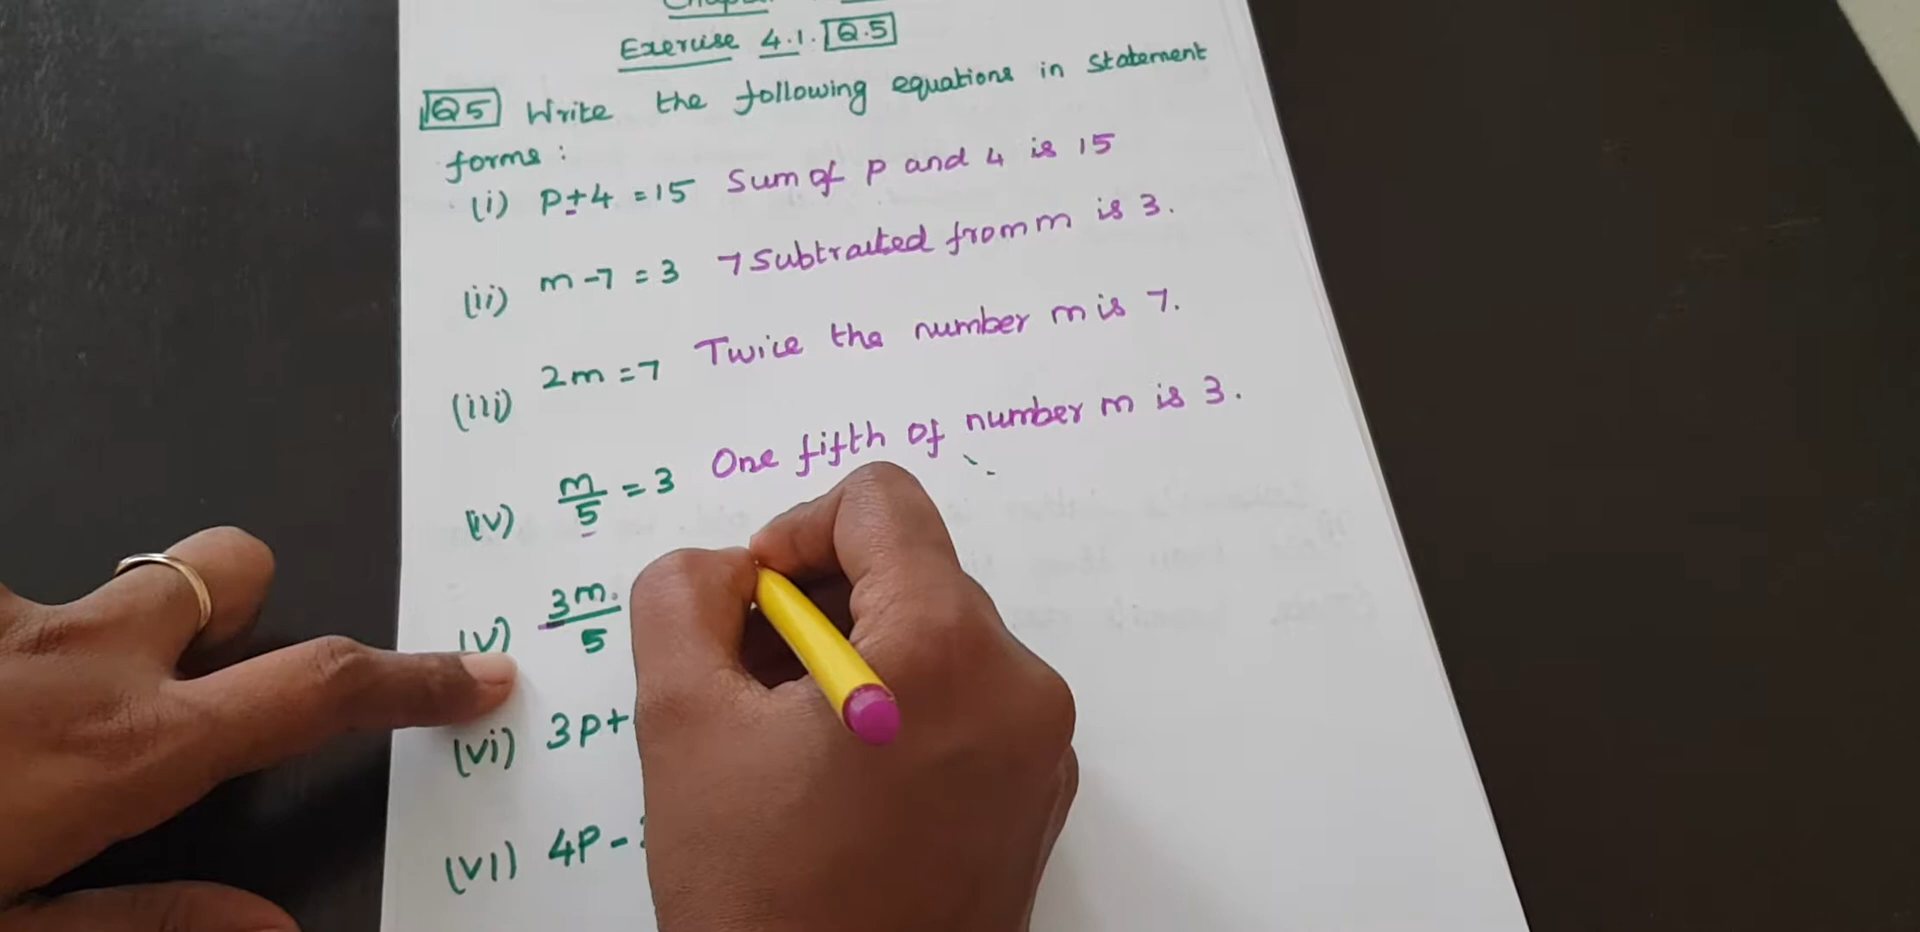 Exercise 4.1. Q.5
Q5 Write the following equations in statement
forms:
(i) p+4 = 15 Sum of p and 4 is 15
(ii) m-7 = 3 7 Subtracted from m is 3.
(iii) 2m = 7 Twice the number m is 7.
(iv) m/5 = 3 One fifth of number m is 3.
(v) 3m/5
(vi) 3p+
(vi) 4p -